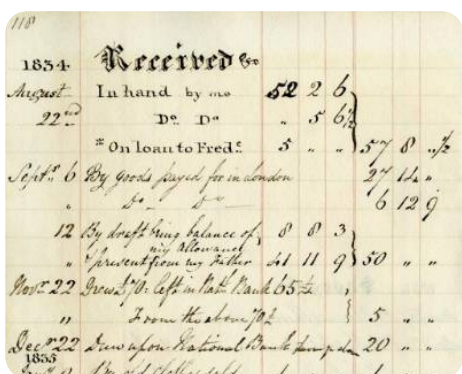 118
1834 Received &c
August In hand by me 52 2 6
22nd Do. Do " 5 6½
" On loan to Fredc. 5 " " 57 8 " ½
Septr. 6 By goods payed for in London 27 14 "
" Do Do 6 12 9
12 By draft being balance of my allowance 8 8 3
" " present from my Father 41 11 9 50 " "
Novr 22 Drew £70: left in Natl. Bank 65£
" From the above 70£ 5 " "
Decr 22 Drew upon National Bank 20 " "
1835